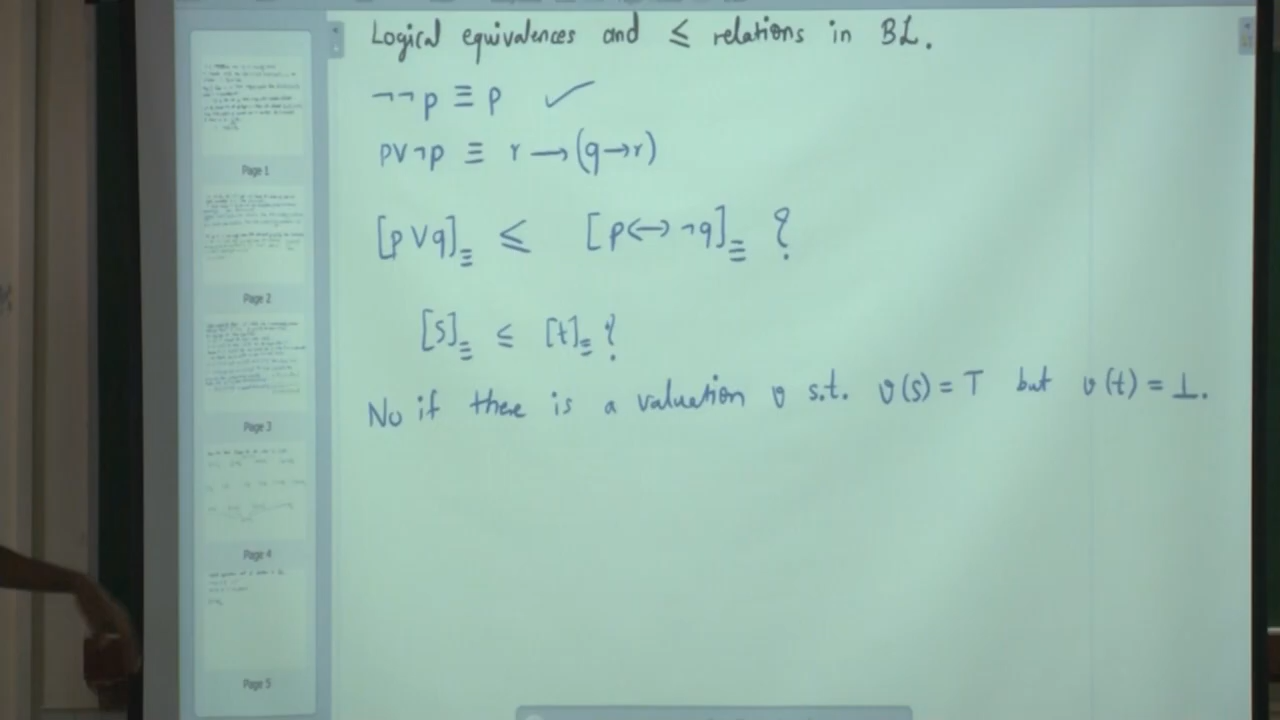 Logical equivalences and ≤ relations in BL.
¬¬p ≡ p ✓
p∨¬p ≡ r → (q→r)
[p∨q]≡ ≤ [p↔¬q]≡ ?
[s]≡ ≤ [t]≡ ?
No if there is a valuation v s.t. v(s) = T but v(t) = ⊥.
Page 1
Page 2
Page 3
Page 4
Page 5